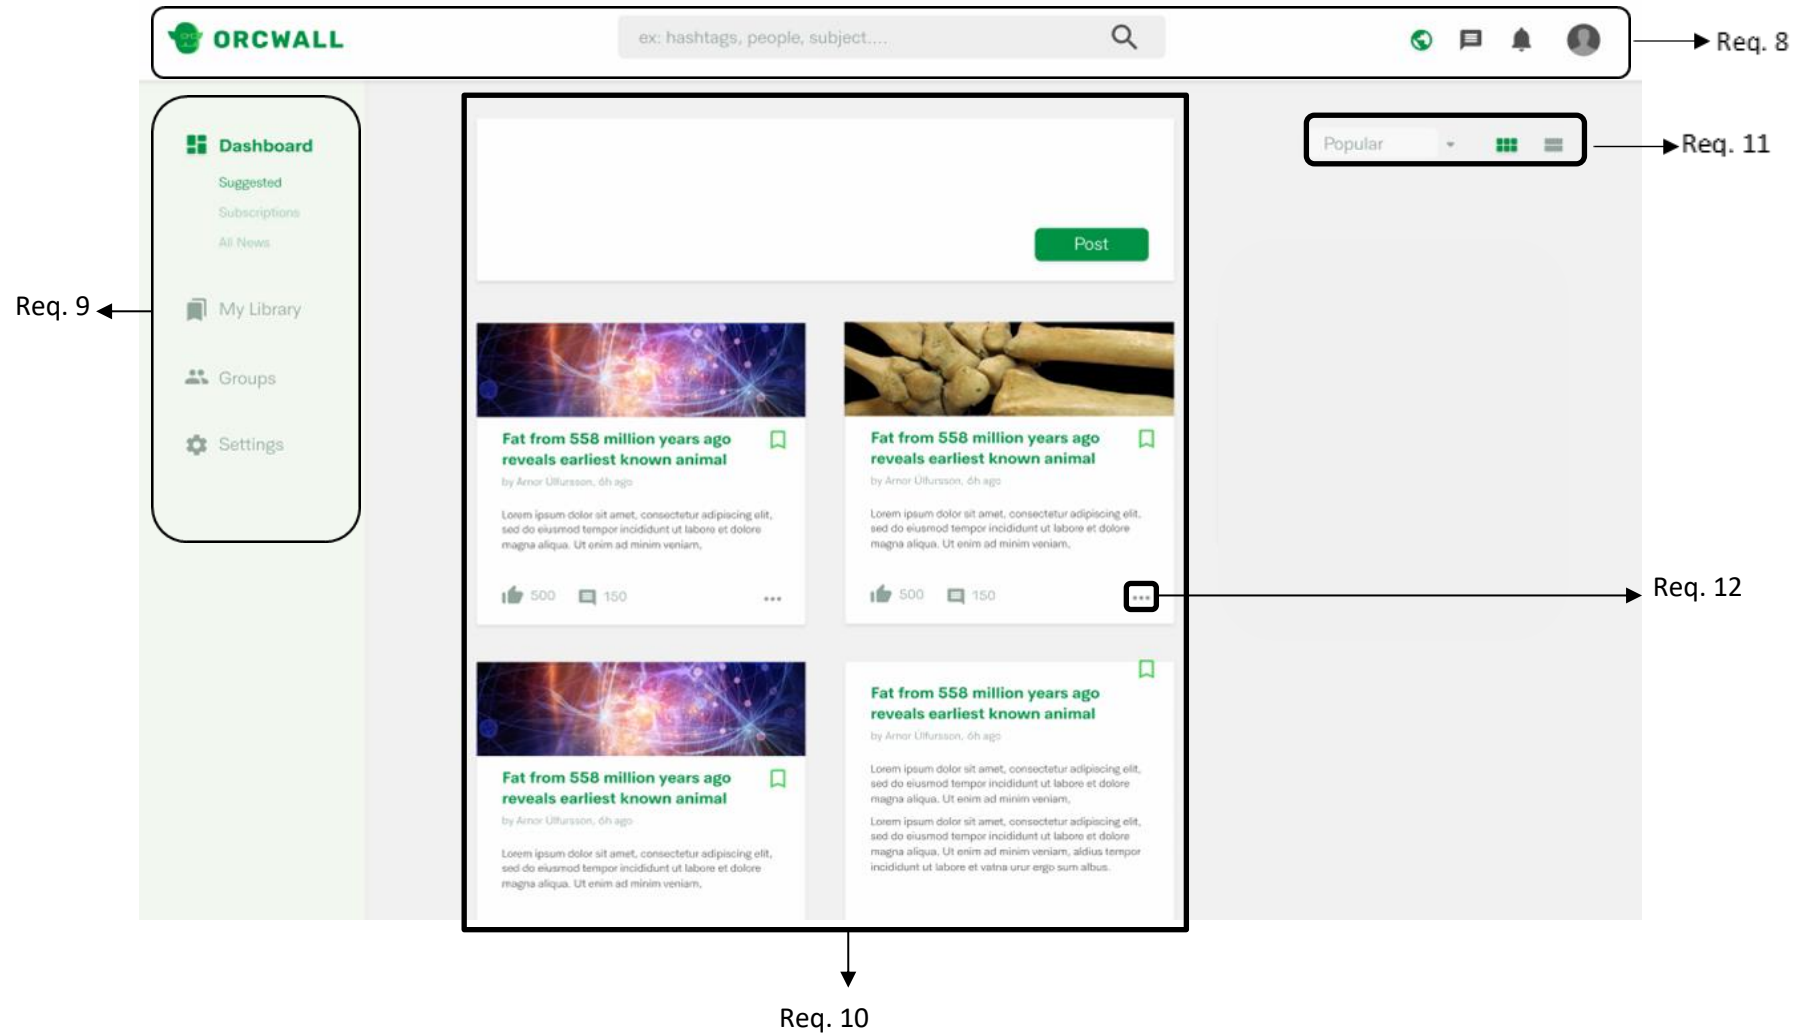 ORCWALL
ex: hashtags, people, subject....
Req. 8
Dashboard
Suggested
Subscriptions
All News
My Library
Groups
Settings
Req. 9
Popular
Req. 11
Post
Fat from 558 million years ago
reveals earliest known animal
by Arnor Úlfursson, 6h ago
Lorem ipsum dolor sit amet, consectetur adipiscing elit,
sed do eiusmod tempor incididunt ut labore et dolore
magna aliqua. Ut enim ad minim veniam,
500 150 ...
Fat from 558 million years ago
reveals earliest known animal
by Arnor Úlfursson, 6h ago
Lorem ipsum dolor sit amet, consectetur adipiscing elit,
sed do eiusmod tempor incididunt ut labore et dolore
magna aliqua. Ut enim ad minim veniam,
500 150 ...
Req. 12
Fat from 558 million years ago
reveals earliest known animal
by Arnor Úlfursson, 6h ago
Lorem ipsum dolor sit amet, consectetur adipiscing elit,
sed do eiusmod tempor incididunt ut labore et dolore
magna aliqua. Ut enim ad minim veniam,
Fat from 558 million years ago
reveals earliest known animal
by Arnor Úlfursson, 6h ago
Lorem ipsum dolor sit amet, consectetur adipiscing elit,
sed do eiusmod tempor incididunt ut labore et dolore
magna aliqua. Ut enim ad minim veniam,
Lorem ipsum dolor sit amet, consectetur adipiscing elit,
sed do eiusmod tempor incididunt ut labore et dolore
magna aliqua. Ut enim ad minim veniam, aldius tempor
incididunt ut labore et vatna urur ergo sum albus.
Req. 10